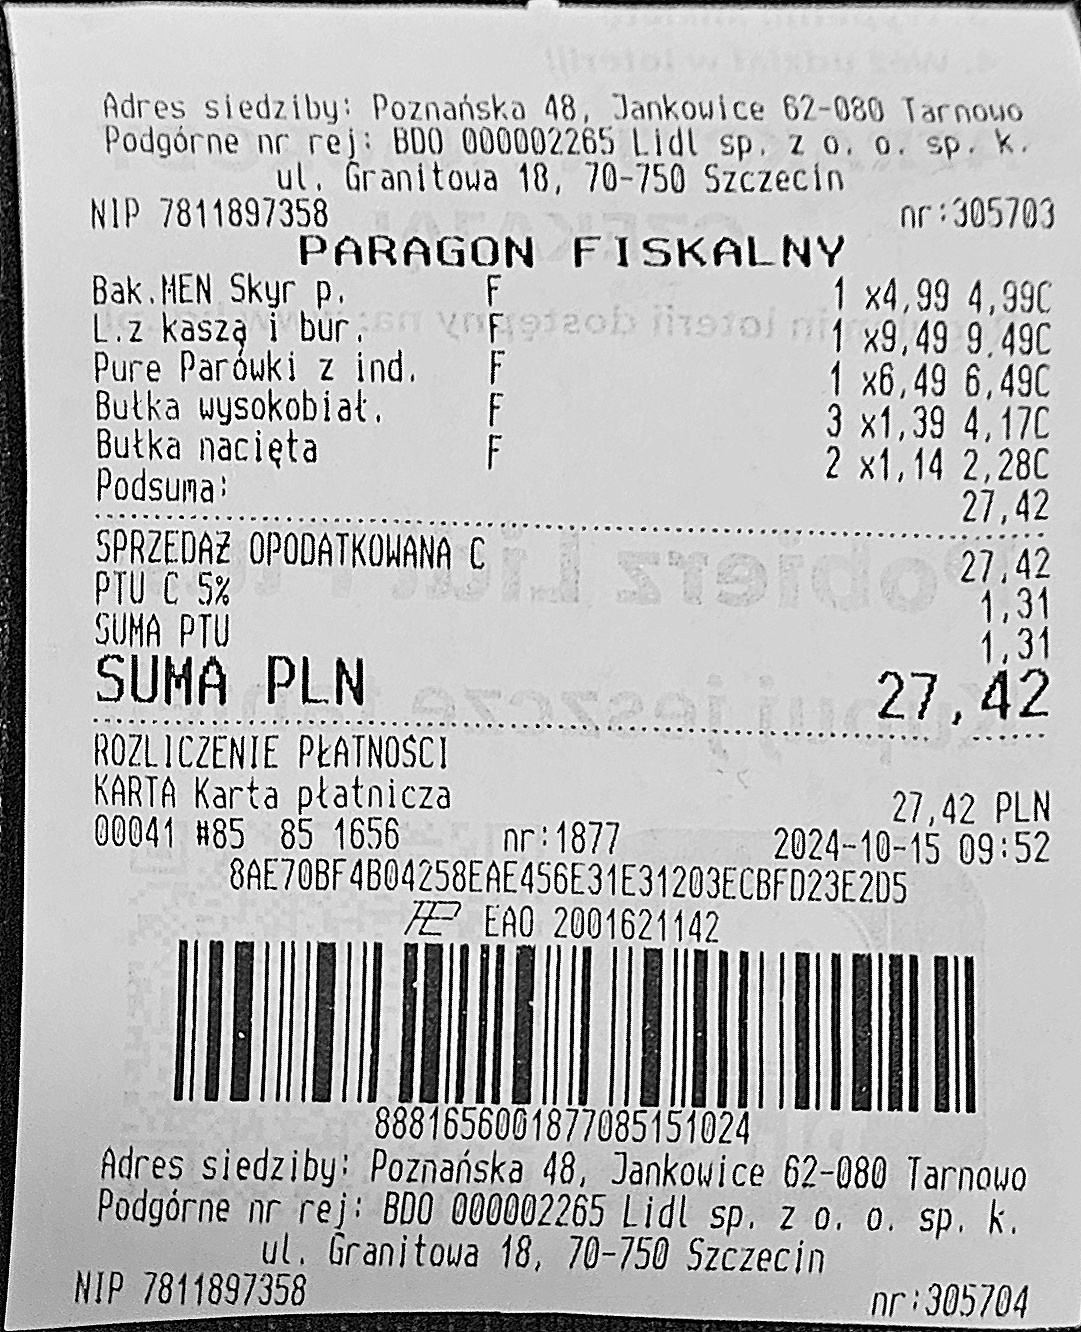 Adres siedziby: Poznańska 48, Jankowice 62-080 Tarnowo
Podgórne nr rej: BDO 000002265 Lidl sp. z o. o. sp. k.
ul. Granitowa 18, 70-750 Szczecin
NIP 7811897358 nr:305703
PARAGON FISKALNY
Bak.MEN Skyr p. F 1 x4,99 4,99C
L.z kaszą i bur. F 1 x9,49 9,49C
Pure Parówki z ind. F 1 x6,49 6,49C
Bułka wysokobiał. F 3 x1,39 4,17C
Bułka nacięta F 2 x1,14 2,28C
Podsuma: 27,42
SPRZEDAŻ OPODATKOWANA C 27,42
PTU C 5% 1,31
SUMA PTU 1,31
SUMA PLN 27,42
ROZLICZENIE PŁATNOŚCI
KARTA Karta płatnicza 27,42 PLN
00041 #85 85 1656 nr:1877 2024-10-15 09:52
8AE70BF4B04258EAE456E31E31203ECBFD23E2D5
EAO 2001621142
8881656001877085151024
Adres siedziby: Poznańska 48, Jankowice 62-080 Tarnowo
Podgórne nr rej: BDO 000002265 Lidl sp. z o. o. sp. k.
ul. Granitowa 18, 70-750 Szczecin
NIP 7811897358 nr:305704